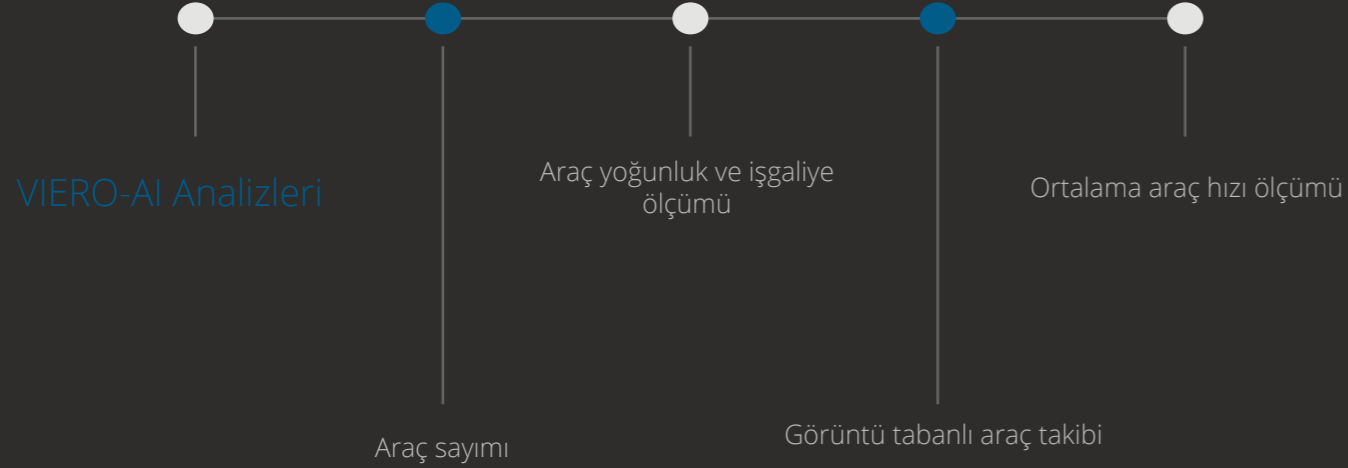 VIERO-AI Analizleri
Araç sayımı
Araç yoğunluk ve işgaliye
ölçümü
Görüntü tabanlı araç takibi
Ortalama araç hızı ölçümü